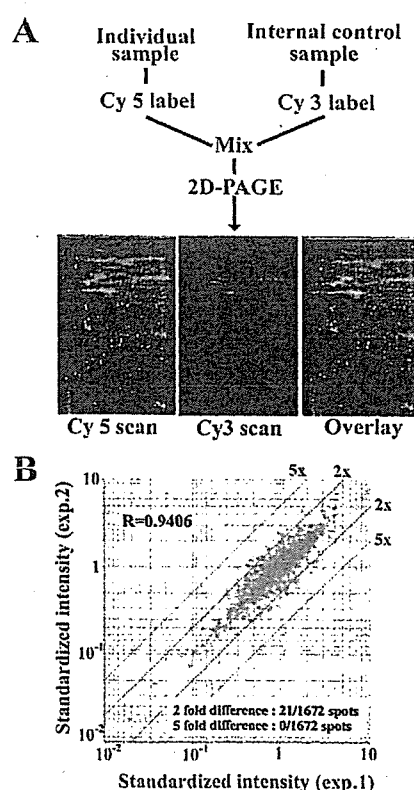 A
Individual sample
Internal control sample
Cy 5 label
Cy 3 label
Mix
2D-PAGE
Cy 5 scan
Cy3 scan
Overlay
B
Standardized intensity (exp.2)
10
1
10⁻¹
10⁻²
R=0.9406
5x
2x
2x
5x
2 fold difference : 21/1672 spots
5 fold difference : 0/1672 spots
10⁻²
10⁻¹
1
10
Standardized intensity (exp.1)